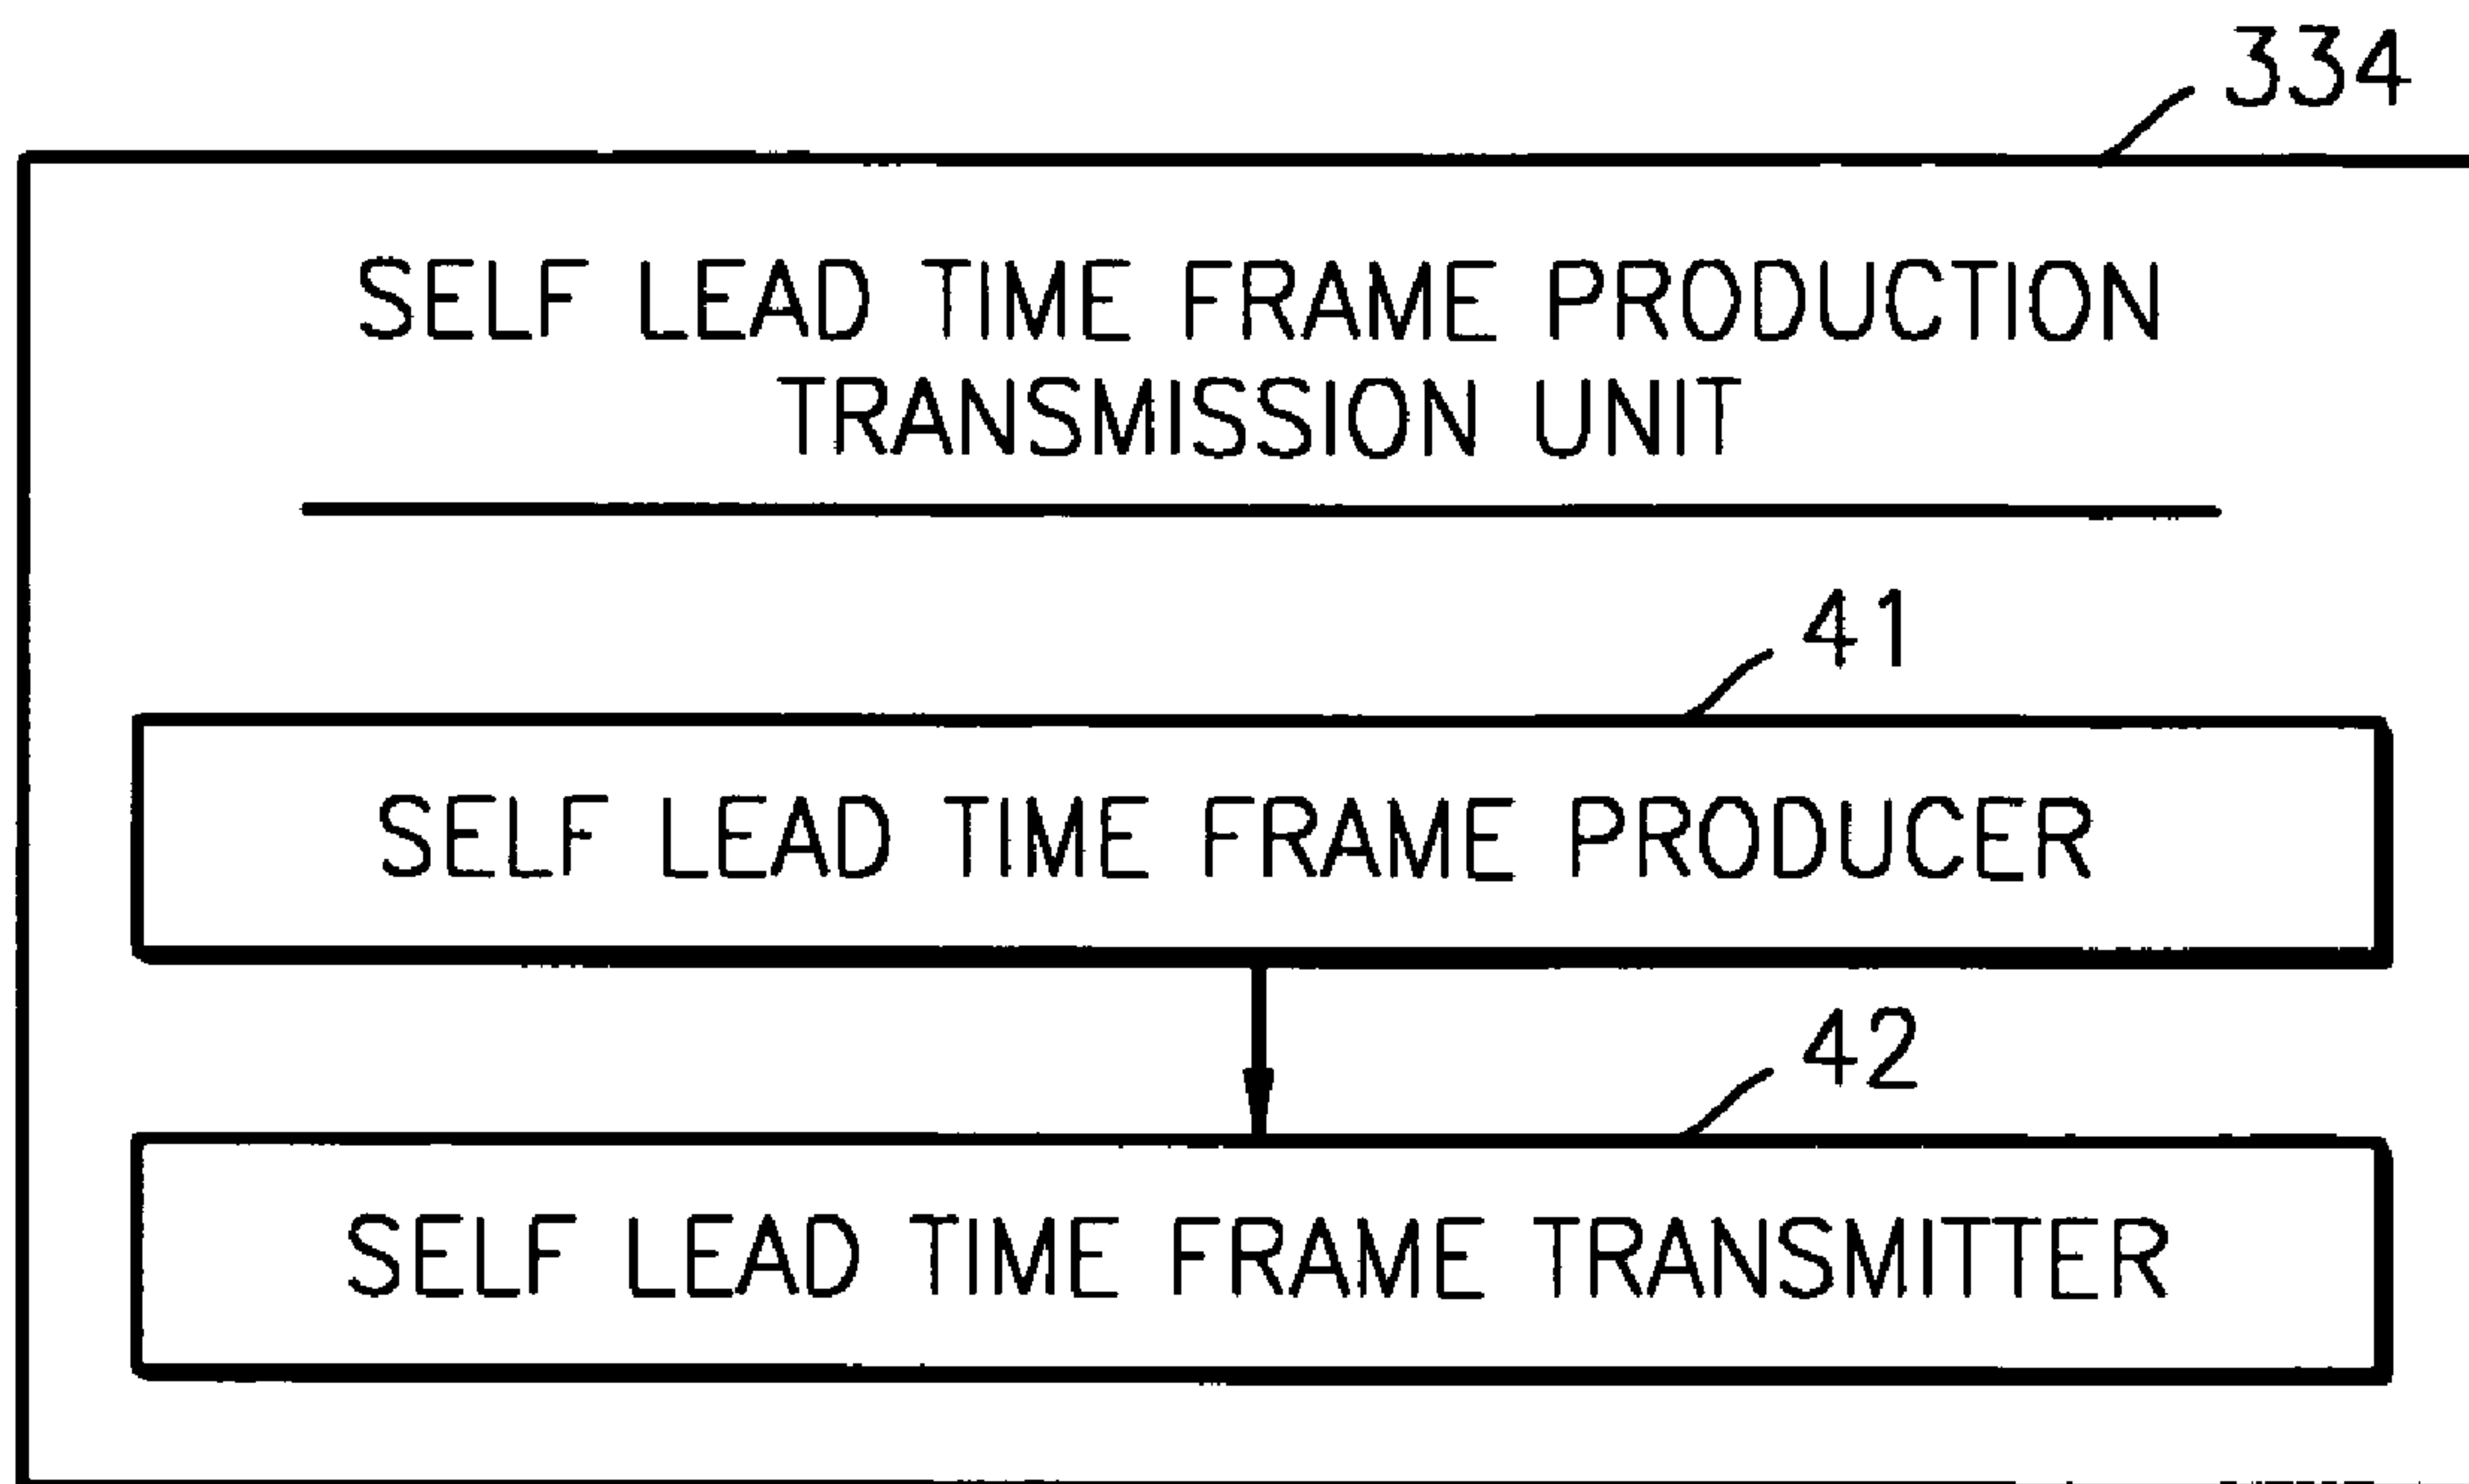 334
SELF LEAD TIME FRAME PRODUCTION
TRANSMISSION UNIT
41
SELF LEAD TIME FRAME PRODUCER
42
SELF LEAD TIME FRAME TRANSMITTER